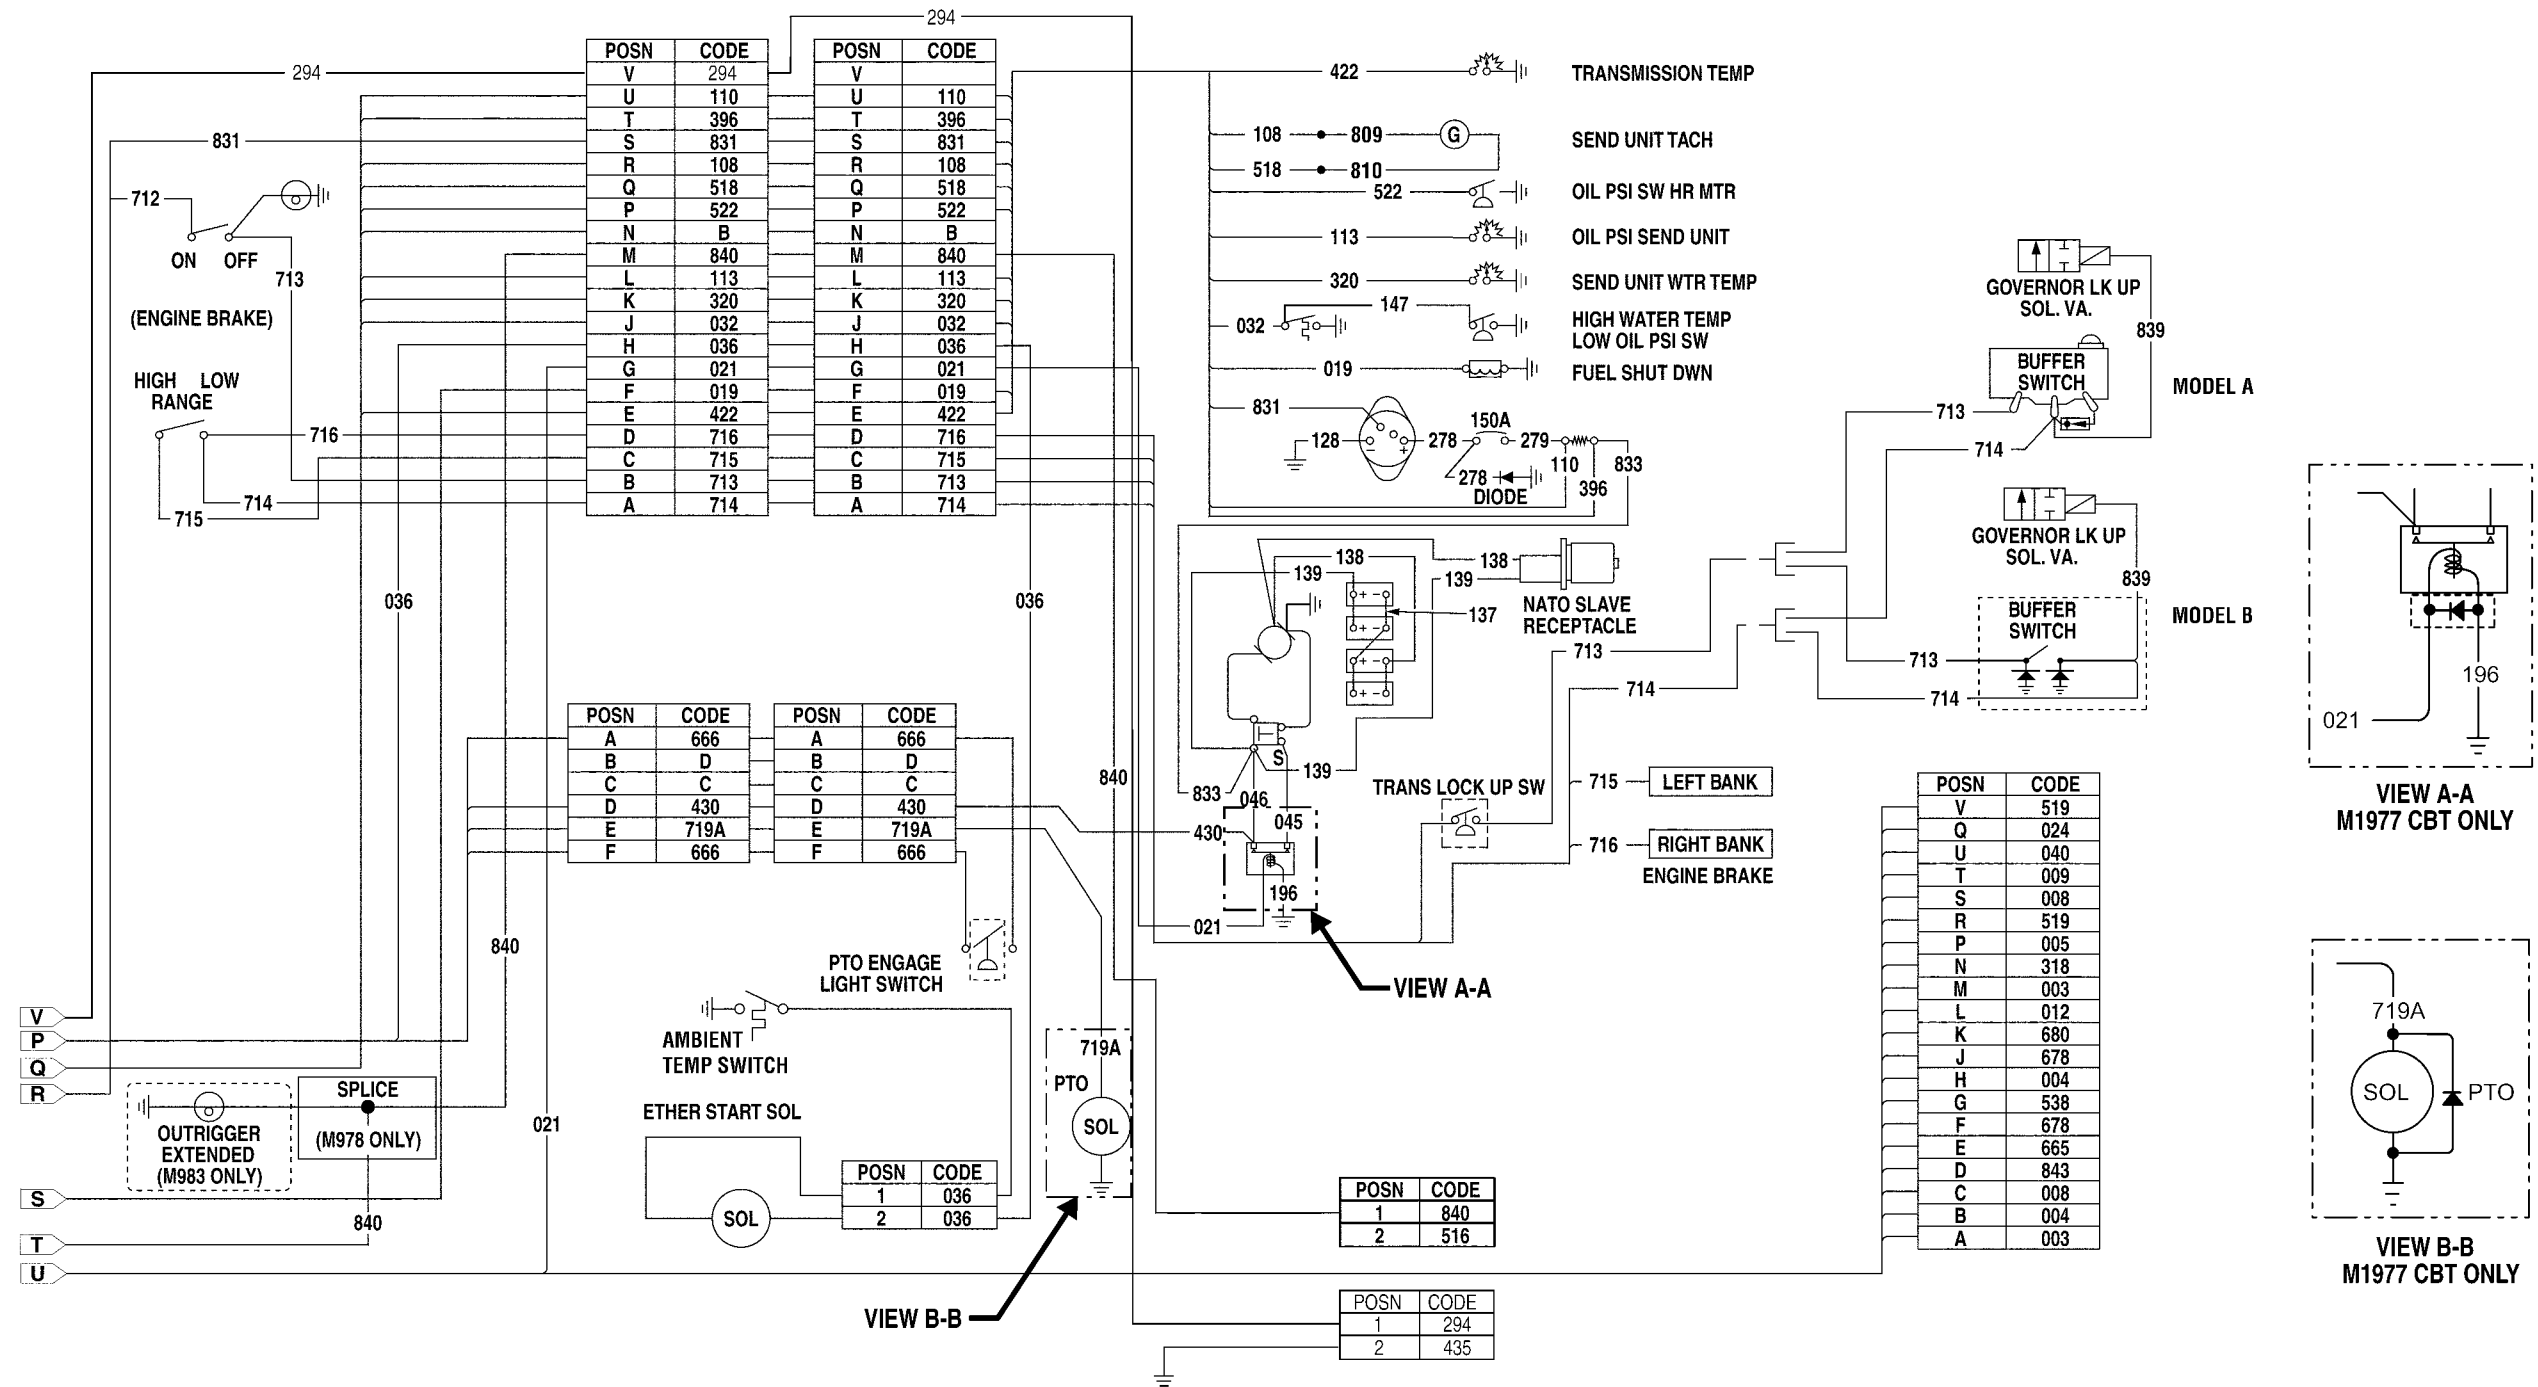 294
POSN CODE POSN CODE
V 294 V
U 110 U 110
T 396 T 396
S 831 S 831
R 108 R 108
Q 518 Q 518
P 522 P 522
N B N B
M 840 M 840
L 113 L 113
K 320 K 320
J 032 J 032
H 036 H 036
G 021 G 021
F 019 F 019
E 422 E 422
D 716 D 716
C 715 C 715
B 713 B 713
A 714 A 714
294
831
712
ON OFF
713
(ENGINE BRAKE)
HIGH LOW
RANGE
716
714
715
036
036
422 TRANSMISSION TEMP
108 809 G SEND UNIT TACH
518 810
522 OIL PSI SW HR MTR
113 OIL PSI SEND UNIT
320 SEND UNIT WTR TEMP
147
032 HIGH WATER TEMP
LOW OIL PSI SW
019 FUEL SHUT DWN
831
150A
128 - + 278 279
110 833
278 396
DIODE
138 138
139 139
+ -
+ -
+ -
+ -
137
NATO SLAVE
RECEPTACLE
S
139
833 046
045
430
196
021
VIEW A-A
713
714
TRANS LOCK UP SW
715 LEFT BANK
716 RIGHT BANK
ENGINE BRAKE
GOVERNOR LK UP
SOL. VA.
839
BUFFER
SWITCH
MODEL A
713
714
GOVERNOR LK UP
SOL. VA.
839
BUFFER
SWITCH
MODEL B
713
714
196
021
VIEW A-A
M1977 CBT ONLY
POSN CODE POSN CODE
A 666 A 666
B D B D
C C C C
D 430 D 430
E 719A E 719A
F 666 F 666
840
840
PTO ENGAGE
LIGHT SWITCH
AMBIENT
TEMP SWITCH
ETHER START SOL
SOL
POSN CODE
1 036
2 036
719A
PTO
SOL
VIEW B-B
V
P
Q
R
SPLICE
(M978 ONLY)
OUTRIGGER
EXTENDED
(M983 ONLY)
021
S
840
T
U
POSN CODE
1 840
2 516
POSN CODE
1 294
2 435
POSN CODE
V 519
Q 024
U 040
T 009
S 008
R 519
P 005
N 318
M 003
L 012
K 680
J 678
H 004
G 538
F 678
E 665
D 843
C 008
B 004
A 003
719A
SOL PTO
VIEW B-B
M1977 CBT ONLY